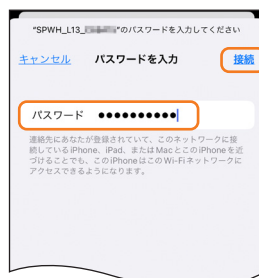 "SPWH_L13_ "のパスワードを入力してください
キャンセル パスワードを入力 接続
パスワード ●●●●●●●●●●
連絡先にあなたが登録されていて、このネットワークに接
続しているiPhone、iPad、またはMacとこのiPhoneを近
づけることでも、このiPhoneはこのWi-Fiネットワークに
アクセスできるようになります。